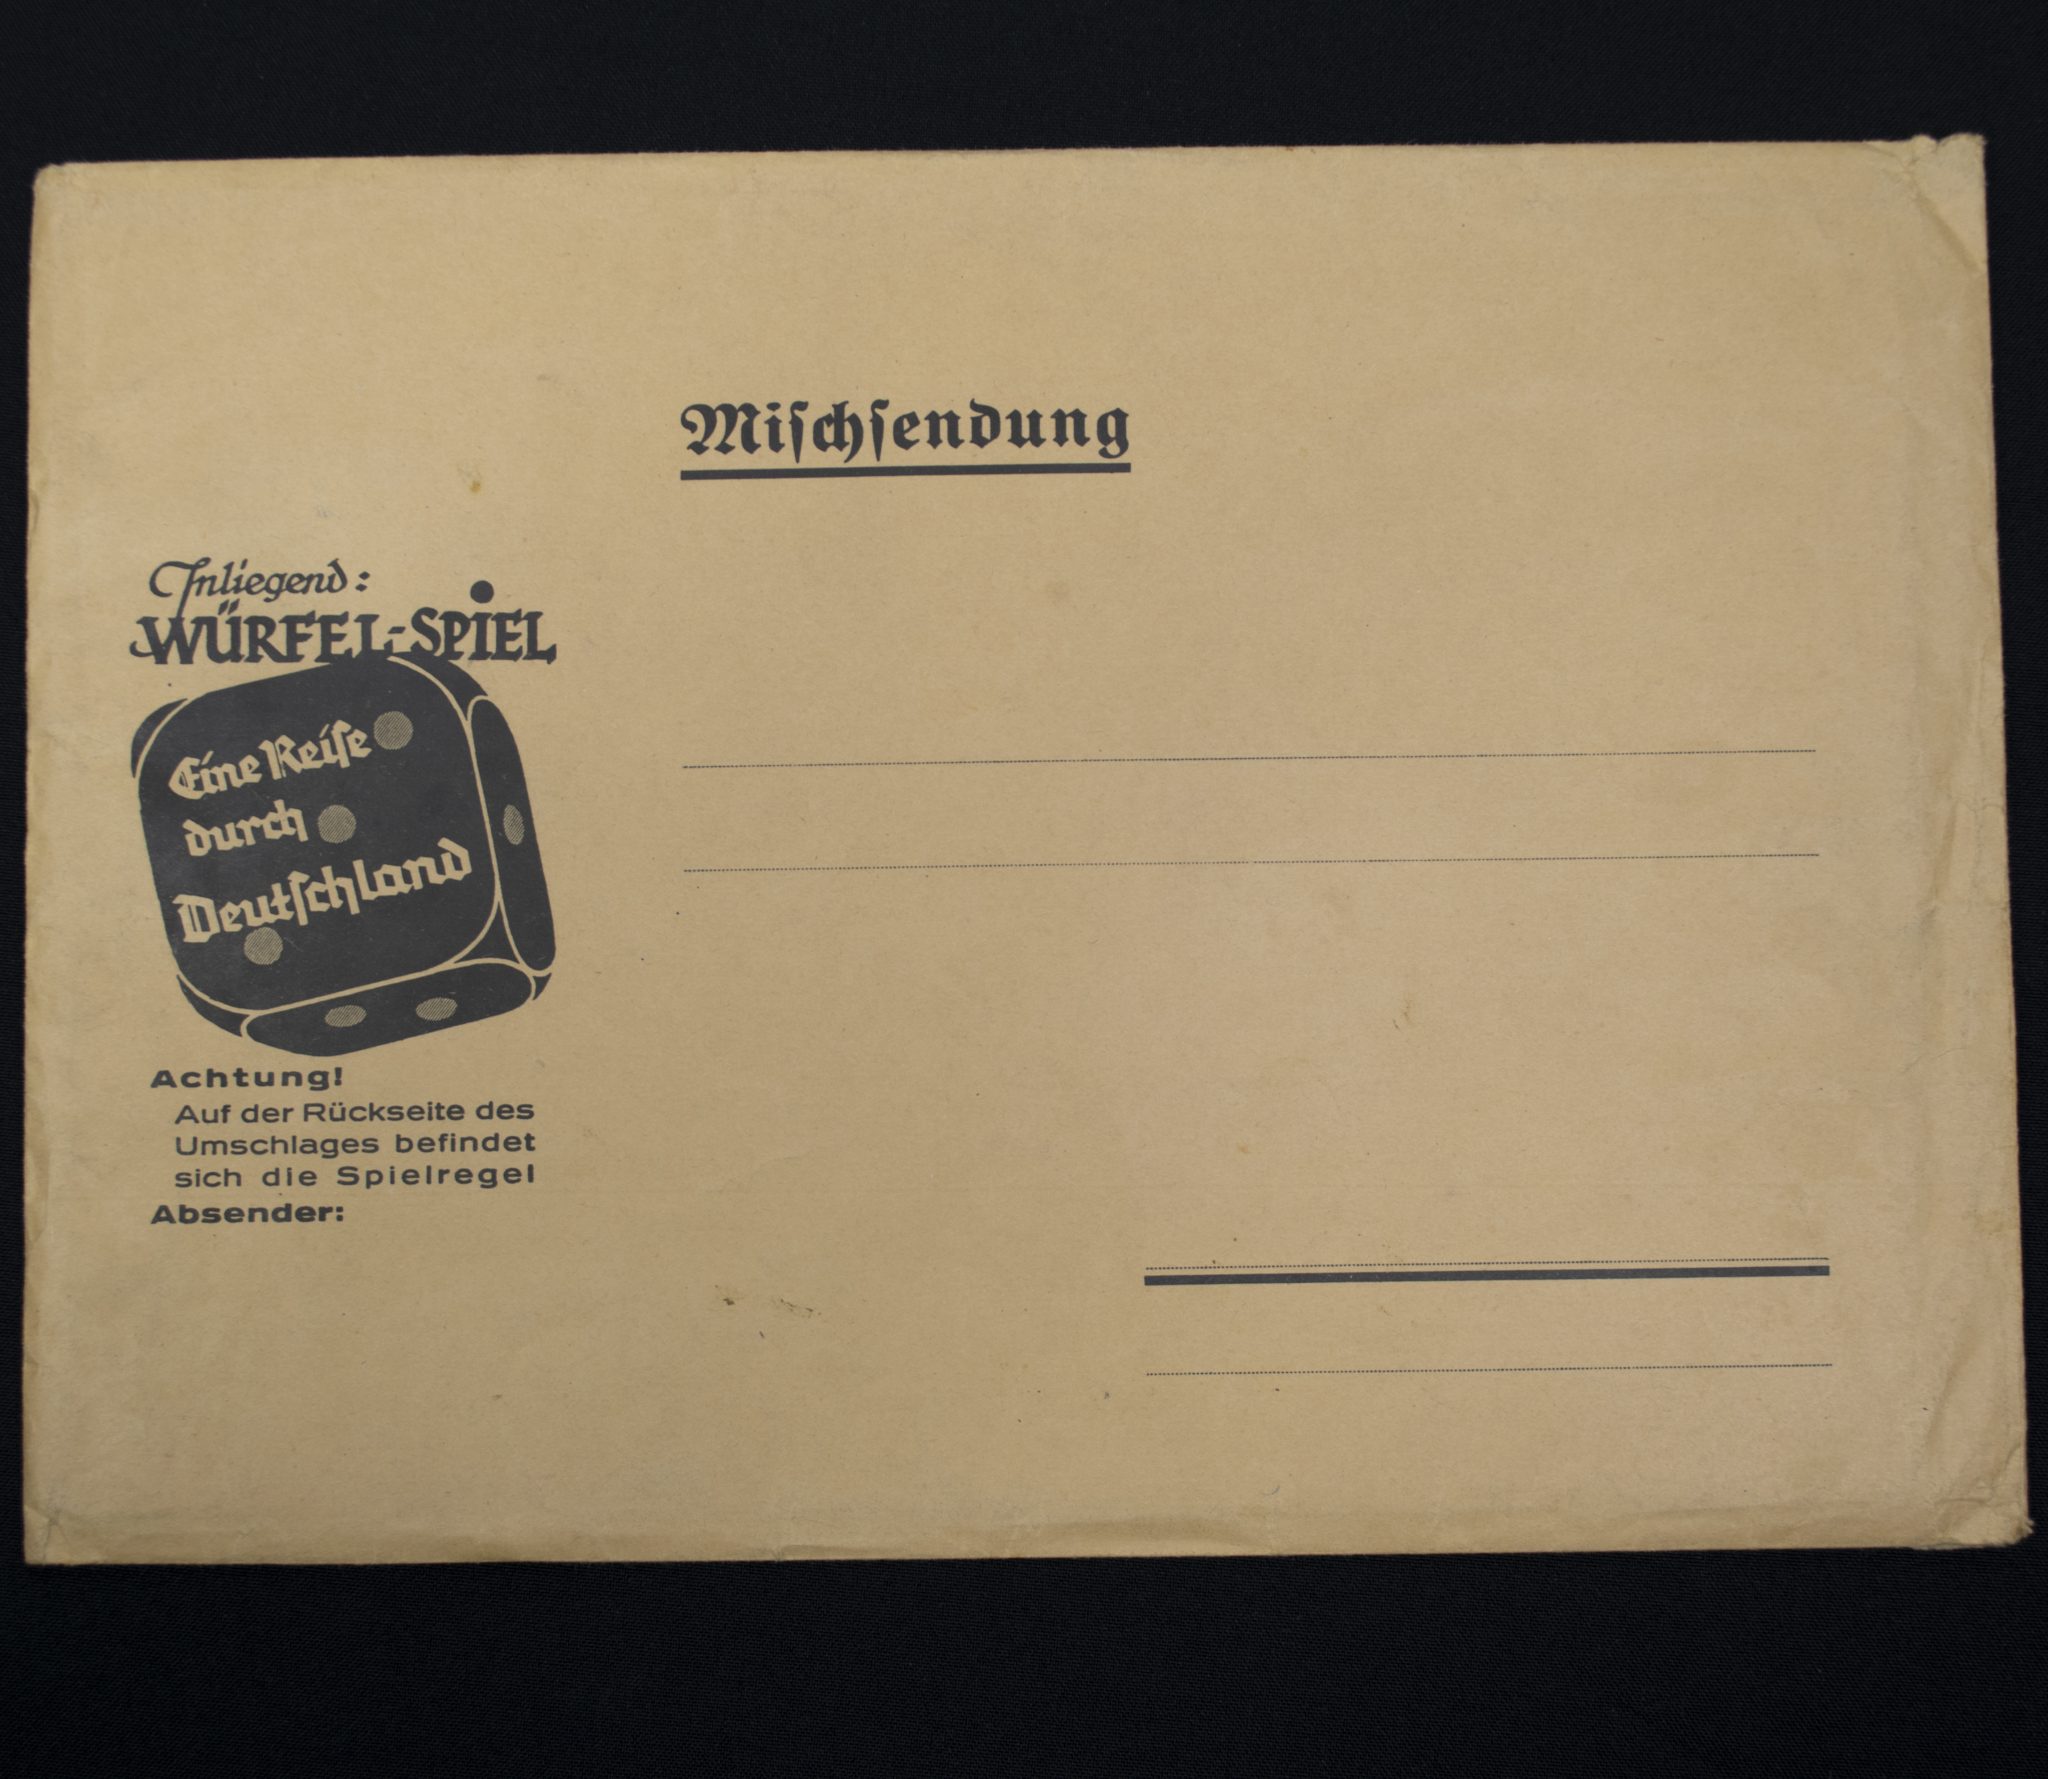 Mischsendung
Inliegend:
WÜRFEL-SPIEL
Eine Reise
durch
Deutschland
Achtung!
Auf der Rückseite des
Umschlages befindet
sich die Spielregel
Absender: